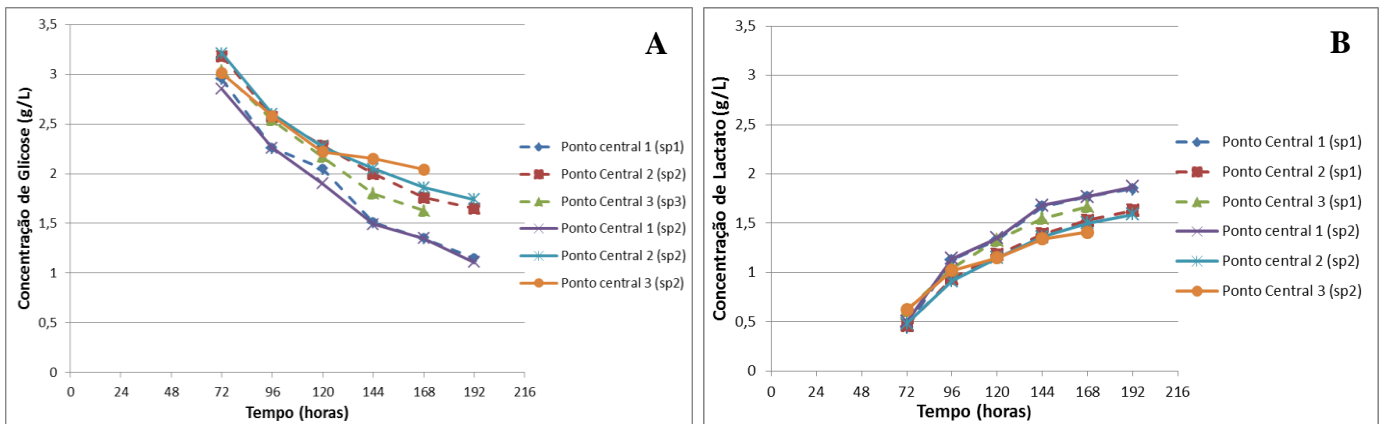 A
Concentração de Glicose (g/L)
3,5
3
2,5
2
1,5
1
0,5
0
0 24 48 72 96 120 144 168 192 216
Tempo (horas)
Ponto central 1 (sp1)
Ponto Central 2 (sp2)
Ponto Central 3 (sp3)
Ponto Central 1 (sp2)
Ponto Central 2 (sp2)
Ponto central 3 (sp2)
B
Concentração de Lactato (g/L)
3,5
3
2,5
2
1,5
1
0,5
0
0 24 48 72 96 120 144 168 192 216
Tempo (horas)
Ponto Central 1 (sp1)
Ponto Central 2 (sp1)
Ponto Central 3 (sp1)
Ponto central 1 (sp2)
Ponto central 2 (sp2)
Ponto Central 3 (sp2)